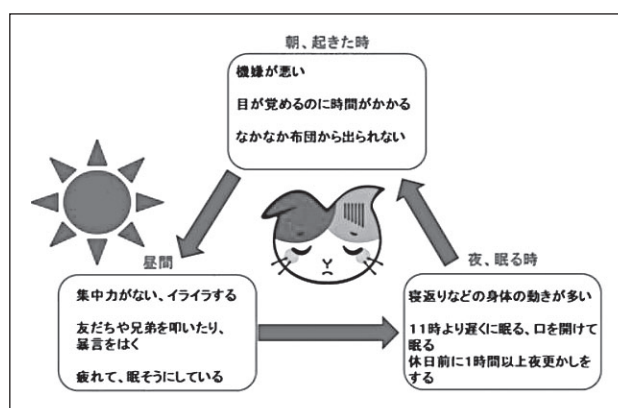 朝、起きた時
機嫌が悪い
目が覚めるのに時間がかかる
なかなか布団から出られない
昼間
集中力がない、イライラする
友だちや兄弟を叩いたり、
暴言をはく
疲れて、眠そうにしている
夜、眠る時
寝返りなどの身体の動きが多い
11時より遅くに眠る、口を開けて
眠る
休日前に1時間以上夜更かしを
する